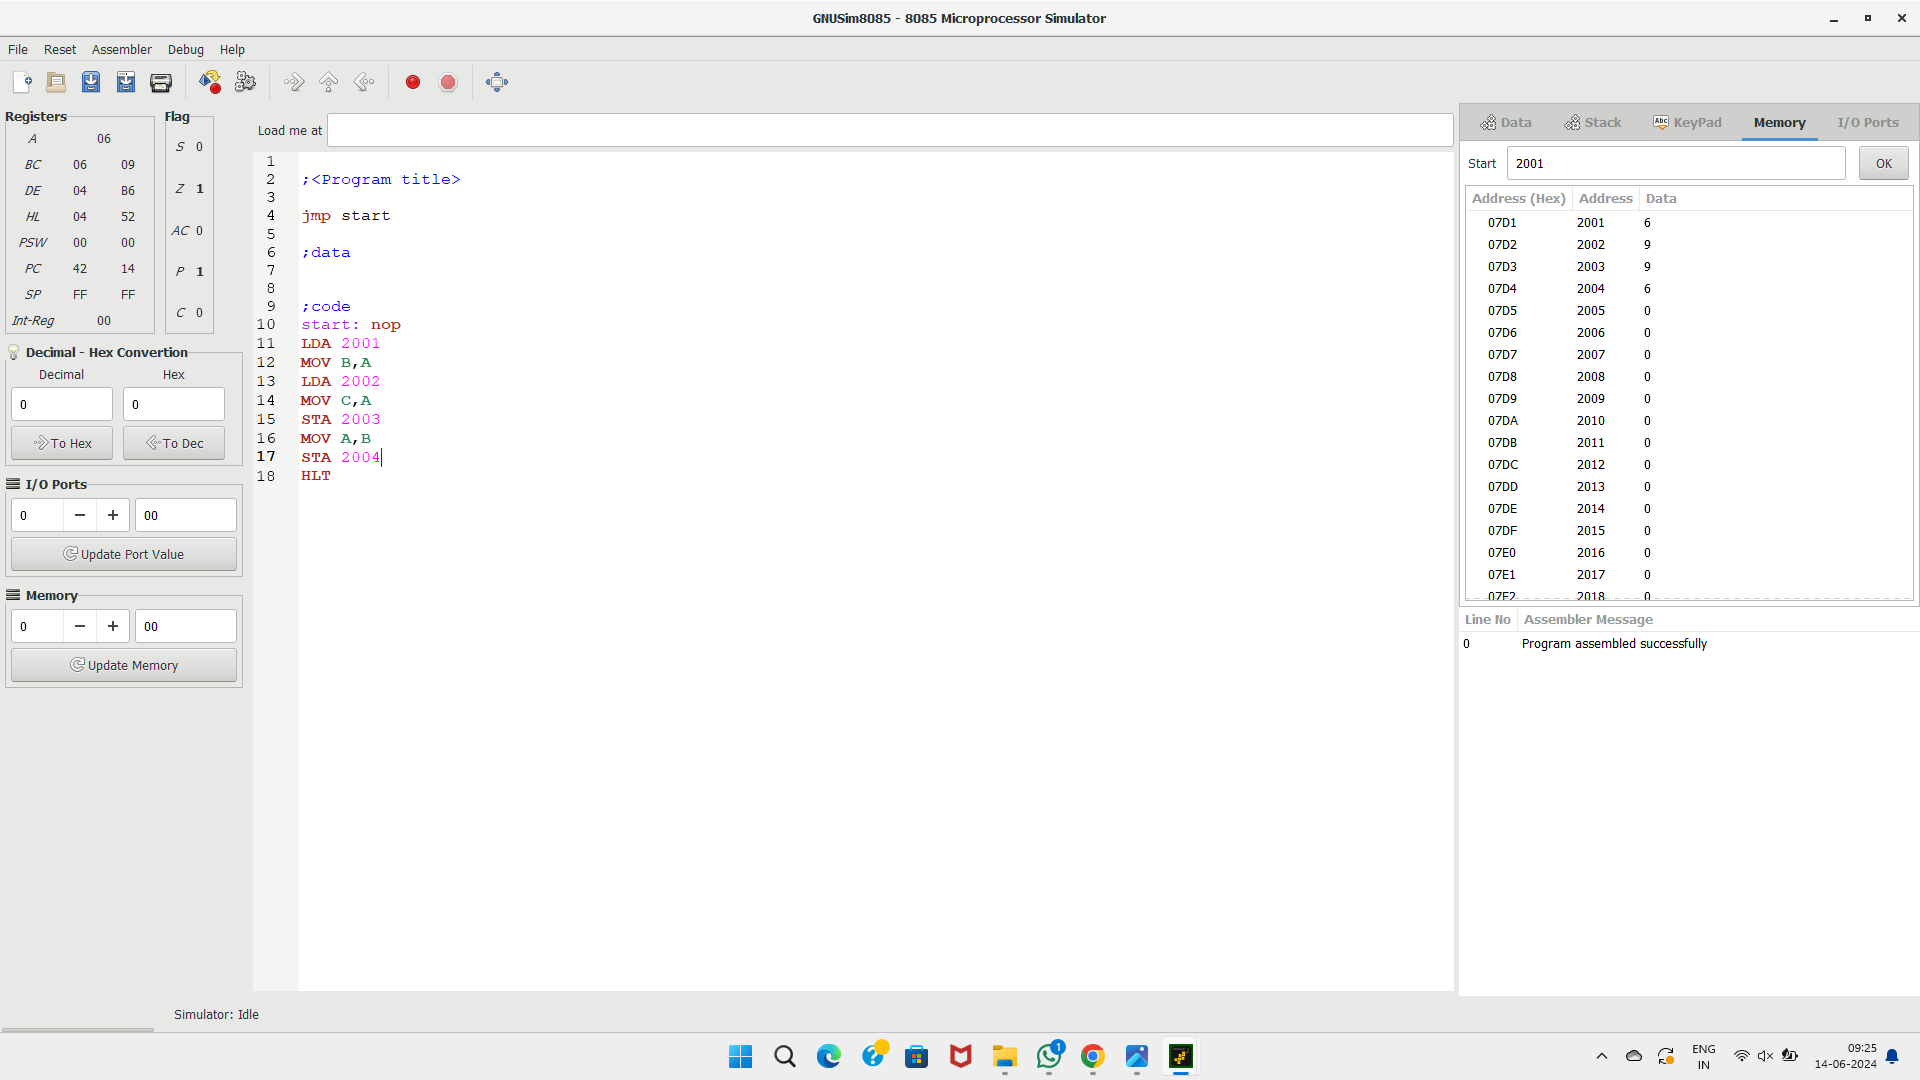 GNUSim8085 - 8085 Microprocessor Simulator
File Reset Assembler Debug Help
Registers
A 06
BC 06 09
DE 04 B6
HL 04 52
PSW 00 00
PC 42 14
SP FF FF
Int-Reg 00
Flag
S 0
Z 1
AC 0
P 1
C 0
Decimal - Hex Convertion
Decimal Hex
0 0
To Hex To Dec
I/O Ports
0 00
Update Port Value
Memory
0 00
Update Memory
Load me at
1
2 ;<Program title>
3
4 jmp start
5
6 ;data
7
8
9 ;code
10 start: nop
11 LDA 2001
12 MOV B,A
13 LDA 2002
14 MOV C,A
15 STA 2003
16 MOV A,B
17 STA 2004
18 HLT
Data Stack KeyPad Memory I/O Ports
Start 2001 OK
Address (Hex) Address Data
07D1 2001 6
07D2 2002 9
07D3 2003 9
07D4 2004 6
07D5 2005 0
07D6 2006 0
07D7 2007 0
07D8 2008 0
07D9 2009 0
07DA 2010 0
07DB 2011 0
07DC 2012 0
07DD 2013 0
07DE 2014 0
07DF 2015 0
07E0 2016 0
07E1 2017 0
07E2 2018 0
Line No Assembler Message
0 Program assembled successfully
Simulator: Idle
1
ENG
IN
09:25
14-06-2024